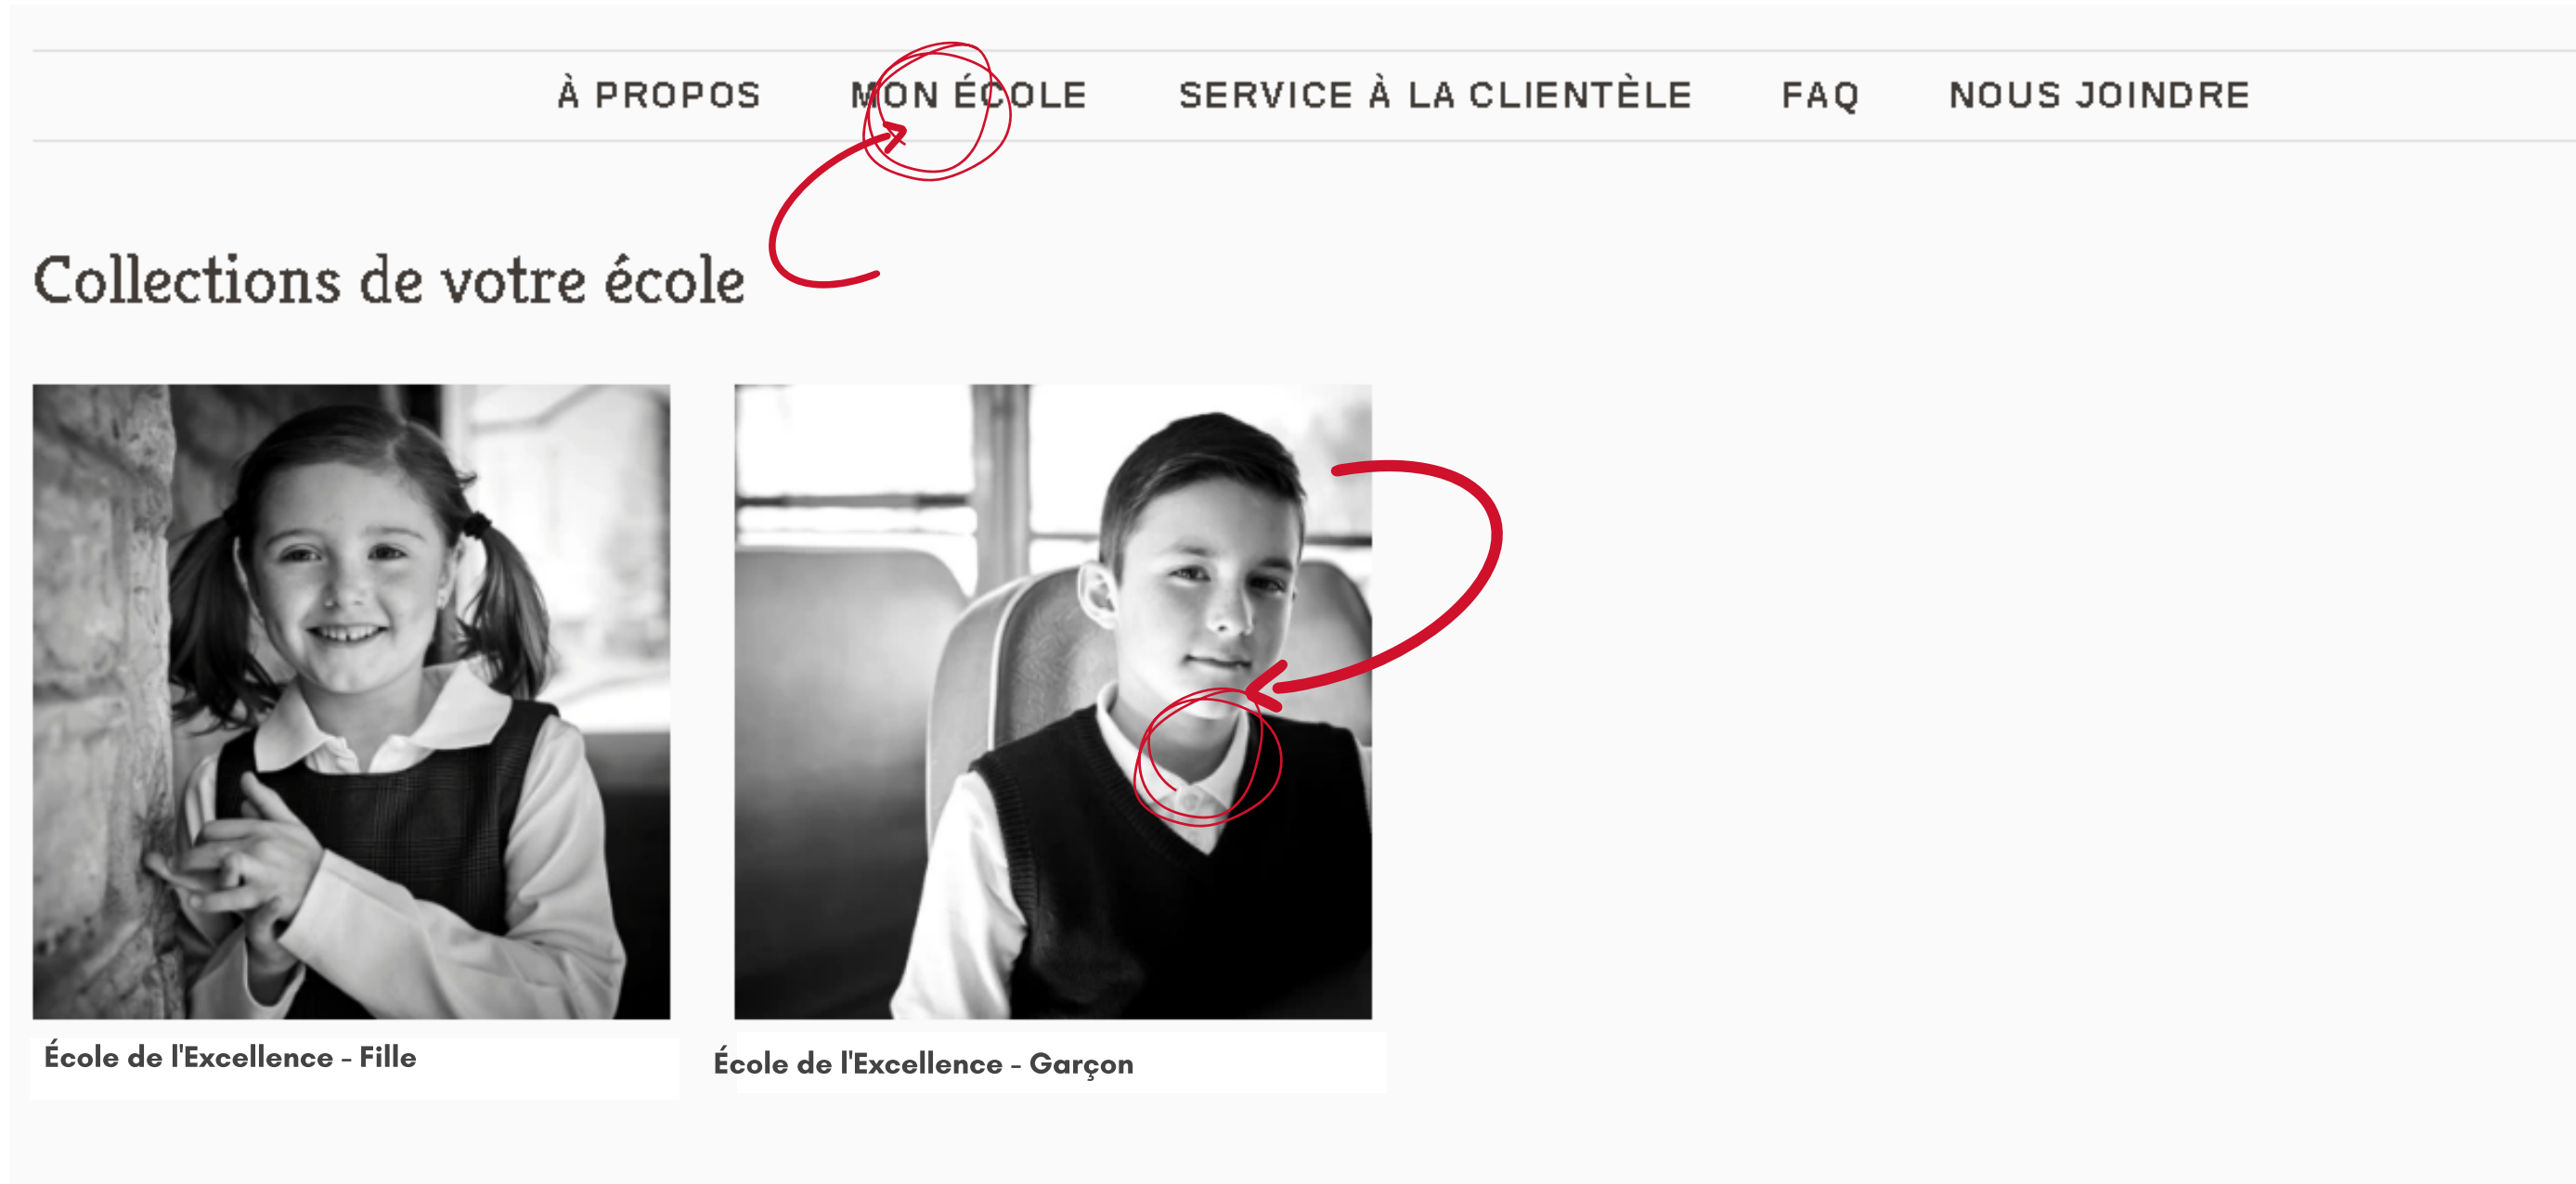 À PROPOS MON ÉCOLE SERVICE À LA CLIENTÈLE FAQ NOUS JOINDRE
Collections de votre école
École de l'Excellence - Fille
École de l'Excellence - Garçon